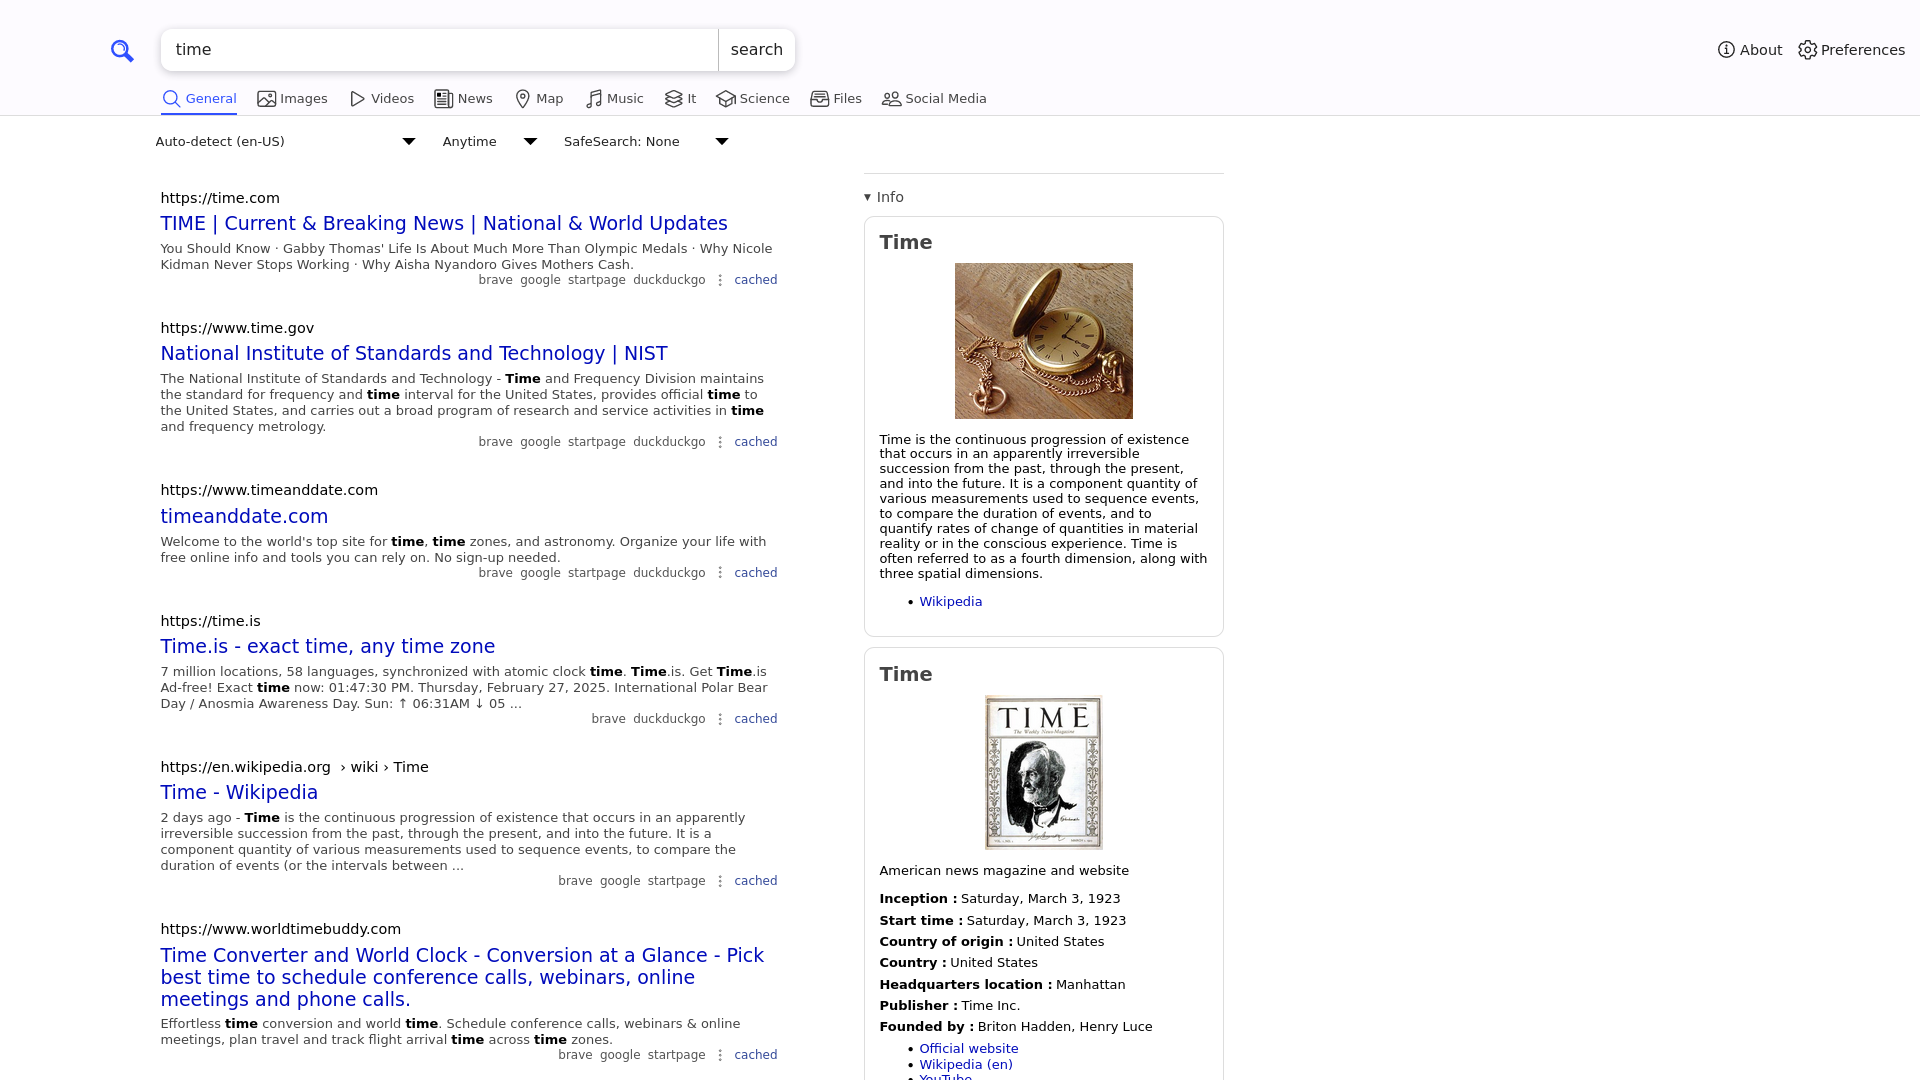 time
search
About
Preferences
General
Images
Videos
News
Map
Music
It
Science
Files
Social Media
Auto-detect (en-US)
Anytime
SafeSearch: None
https://time.com
TIME | Current & Breaking News | National & World Updates
You Should Know · Gabby Thomas' Life Is About Much More Than Olympic Medals · Why Nicole
Kidman Never Stops Working · Why Aisha Nyandoro Gives Mothers Cash.
brave google startpage duckduckgo ⋮ cached
https://www.time.gov
National Institute of Standards and Technology | NIST
The National Institute of Standards and Technology - Time and Frequency Division maintains
the standard for frequency and time interval for the United States, provides official time to
the United States, and carries out a broad program of research and service activities in time
and frequency metrology.
brave google startpage duckduckgo ⋮ cached
https://www.timeanddate.com
timeanddate.com
Welcome to the world's top site for time, time zones, and astronomy. Organize your life with
free online info and tools you can rely on. No sign-up needed.
brave google startpage duckduckgo ⋮ cached
https://time.is
Time.is - exact time, any time zone
7 million locations, 58 languages, synchronized with atomic clock time. Time.is. Get Time.is
Ad-free! Exact time now: 01:47:30 PM. Thursday, February 27, 2025. International Polar Bear
Day / Anosmia Awareness Day. Sun: ↑ 06:31AM ↓ 05 ...
brave duckduckgo ⋮ cached
https://en.wikipedia.org › wiki › Time
Time - Wikipedia
2 days ago - Time is the continuous progression of existence that occurs in an apparently
irreversible succession from the past, through the present, and into the future. It is a
component quantity of various measurements used to sequence events, to compare the
duration of events (or the intervals between ...
brave google startpage ⋮ cached
https://www.worldtimebuddy.com
Time Converter and World Clock - Conversion at a Glance - Pick
best time to schedule conference calls, webinars, online
meetings and phone calls.
Effortless time conversion and world time. Schedule conference calls, webinars & online
meetings, plan travel and track flight arrival time across time zones.
brave google startpage ⋮ cached
▾ Info
Time
Time is the continuous progression of existence
that occurs in an apparently irreversible
succession from the past, through the present,
and into the future. It is a component quantity of
various measurements used to sequence events,
to compare the duration of events, and to
quantify rates of change of quantities in material
reality or in the conscious experience. Time is
often referred to as a fourth dimension, along with
three spatial dimensions.
• Wikipedia
Time
TIME
The Weekly News-Magazine
American news magazine and website
Inception : Saturday, March 3, 1923
Start time : Saturday, March 3, 1923
Country of origin : United States
Country : United States
Headquarters location : Manhattan
Publisher : Time Inc.
Founded by : Briton Hadden, Henry Luce
• Official website
• Wikipedia (en)
• YouTube